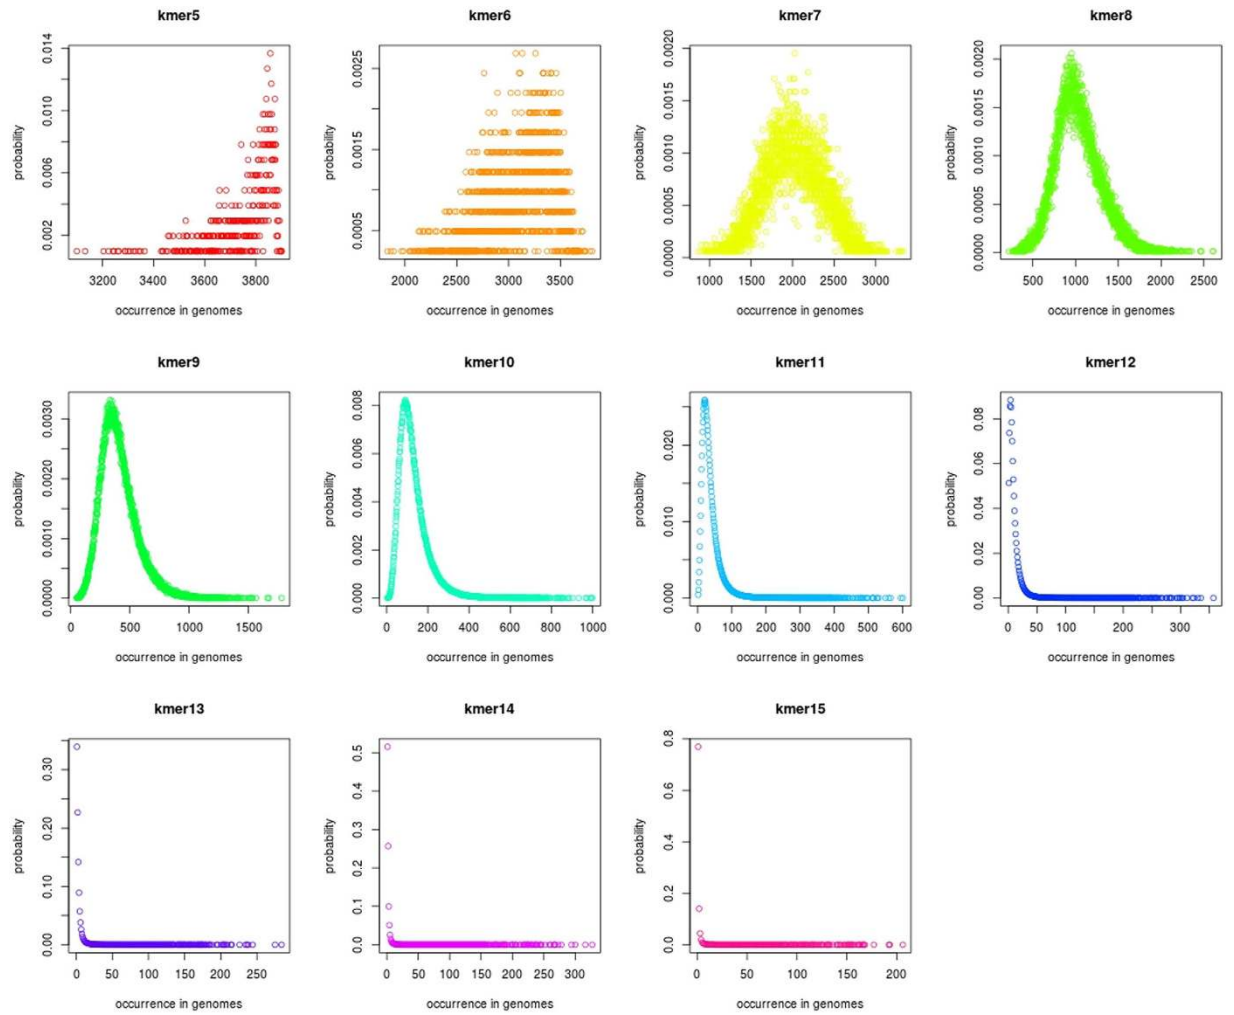 kmer5 kmer6 kmer7 kmer8
probability 0.002 0.006 0.010 0.014
3200 3400 3600 3800
occurrence in genomes
probability 0.0005 0.0015 0.0025
2000 2500 3000 3500
occurrence in genomes
probability 0.0000 0.0005 0.0010 0.0015 0.0020
1000 1500 2000 2500 3000
occurrence in genomes
probability 0.0000 0.0005 0.0010 0.0015 0.0020
500 1000 1500 2000 2500
occurrence in genomes
kmer9 kmer10 kmer11 kmer12
probability 0.0000 0.0010 0.0020 0.0030
0 500 1000 1500
occurrence in genomes
probability 0.000 0.002 0.004 0.006 0.008
0 200 400 600 800 1000
occurrence in genomes
probability 0.000 0.010 0.020
0 100 200 300 400 500 600
occurrence in genomes
probability 0.00 0.02 0.04 0.06 0.08
0 50 100 200 300
occurrence in genomes
kmer13 kmer14 kmer15
probability 0.00 0.10 0.20 0.30
0 50 100 150 200 250
occurrence in genomes
probability 0.0 0.1 0.2 0.3 0.4 0.5
0 50 100 150 200 250 300
occurrence in genomes
probability 0.0 0.2 0.4 0.6 0.8
0 50 100 150 200
occurrence in genomes